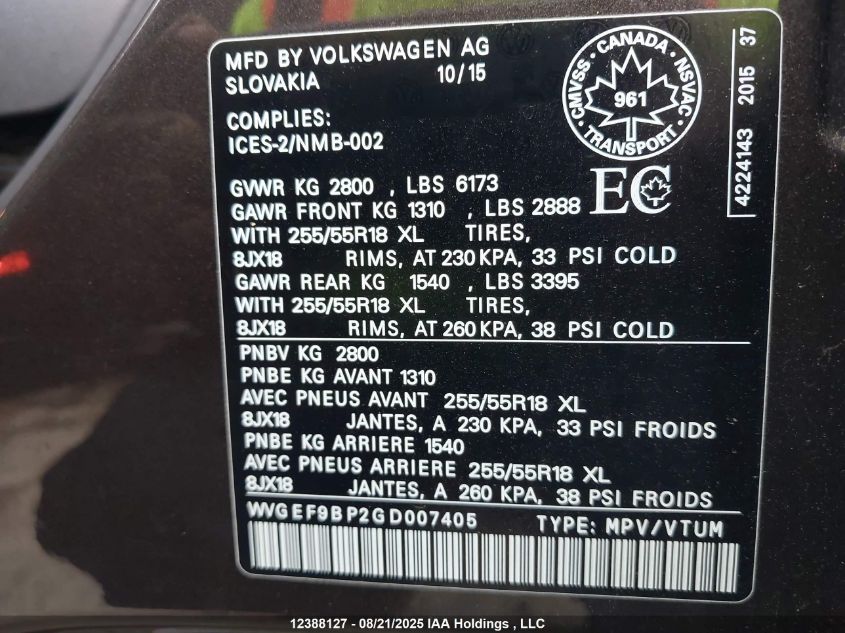 MFD BY VOLKSWAGEN AG
SLOVAKIA 10/15
CMVSS · CANADA · NSVAC
961
TRANSPORT
4224143 2015 37
COMPLIES:
ICES-2/NMB-002
EC
GVWR KG 2800 , LBS 6173
GAWR FRONT KG 1310 , LBS 2888
WITH 255/55R18 XL TIRES,
8JX18 RIMS, AT 230 KPA, 33 PSI COLD
GAWR REAR KG 1540 , LBS 3395
WITH 255/55R18 XL TIRES,
8JX18 RIMS, AT 260 KPA, 38 PSI COLD
PNBV KG 2800
PNBE KG AVANT 1310
AVEC PNEUS AVANT 255/55R18 XL
8JX18 JANTES, A 230 KPA, 33 PSI FROIDS
PNBE KG ARRIERE 1540
AVEC PNEUS ARRIERE 255/55R18 XL
8JX18 JANTES, A 260 KPA, 38 PSI FROIDS
WVGEF9BP2GD007405 TYPE: MPV/VTUM
12388127 - 08/21/2025 IAA Holdings , LLC